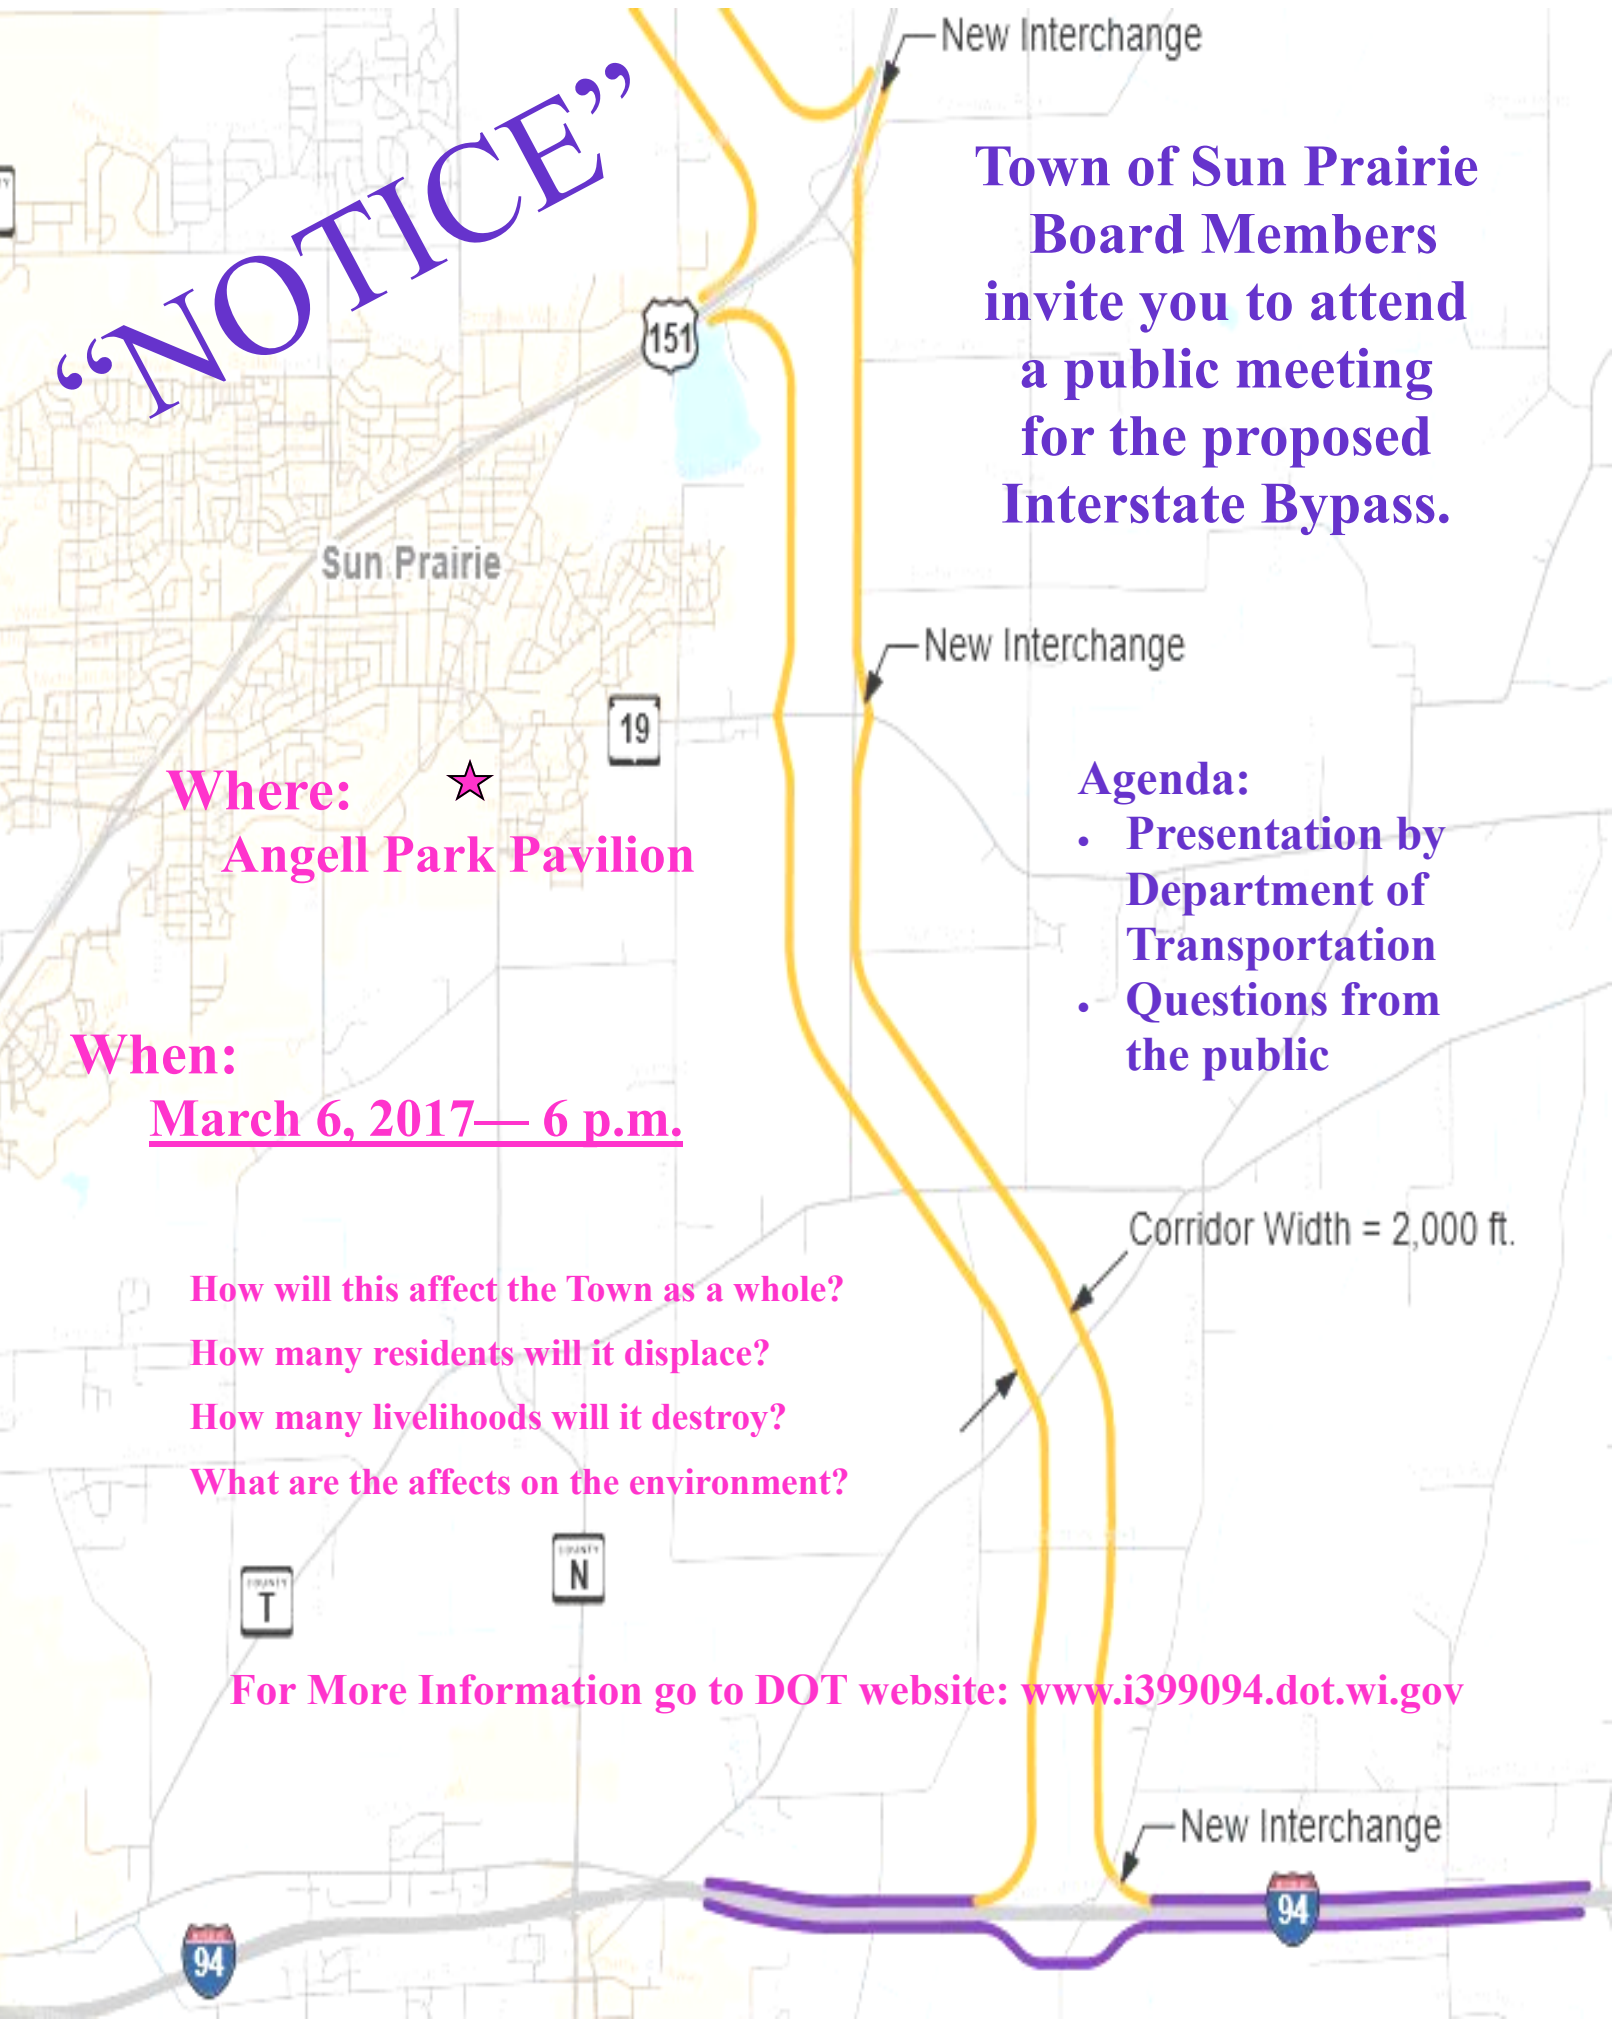 New Interchange
“NOTICE”
Town of Sun Prairie
Board Members
invite you to attend
a public meeting
for the proposed
Interstate Bypass.
151
Sun Prairie
New Interchange
19
Where:
Angell Park Pavilion
Agenda:
• Presentation by
Department of
Transportation
• Questions from
the public
When:
March 6, 2017— 6 p.m.
Corridor Width = 2,000 ft.
How will this affect the Town as a whole?
How many residents will it displace?
How many livelihoods will it destroy?
What are the affects on the environment?
COUNTY
N
COUNTY
T
For More Information go to DOT website: www.i399094.dot.wi.gov
New Interchange
94
94